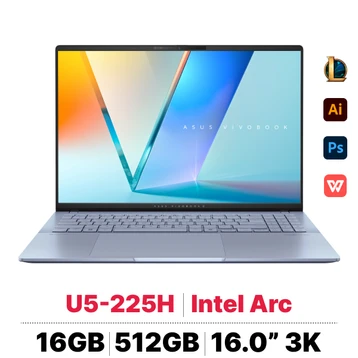 ASUS VIVOBOOK
Ai
Ps
W
U5-225H | Intel Arc
16GB | 512GB | 16.0” 3K